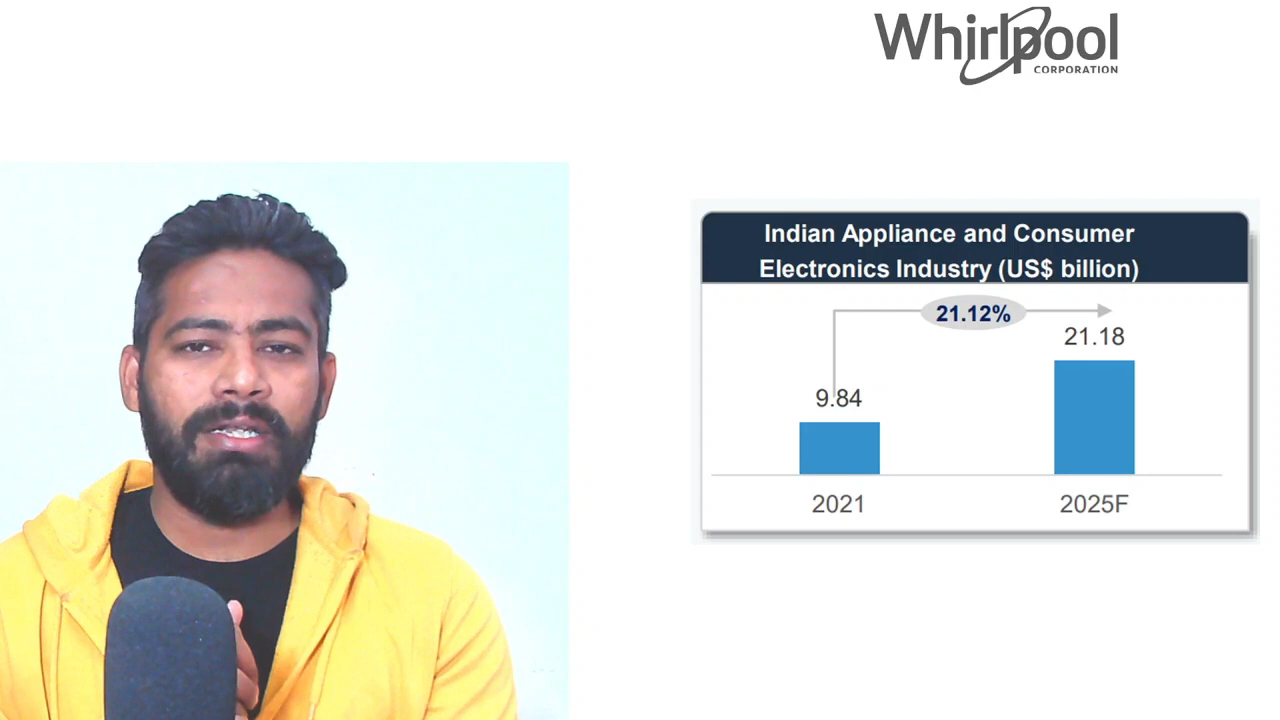 Whirlpool
CORPORATION
Indian Appliance and Consumer
Electronics Industry (US$ billion)
21.12%
21.18
9.84
2021
2025F